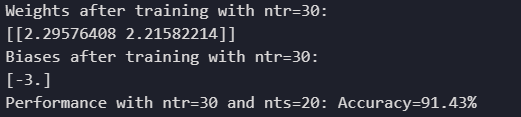 Weights after training with ntr=30:
[[2.29576408 2.21582214]]
Biases after training with ntr=30:
[-3.]
Performance with ntr=30 and nts=20: Accuracy=91.43%